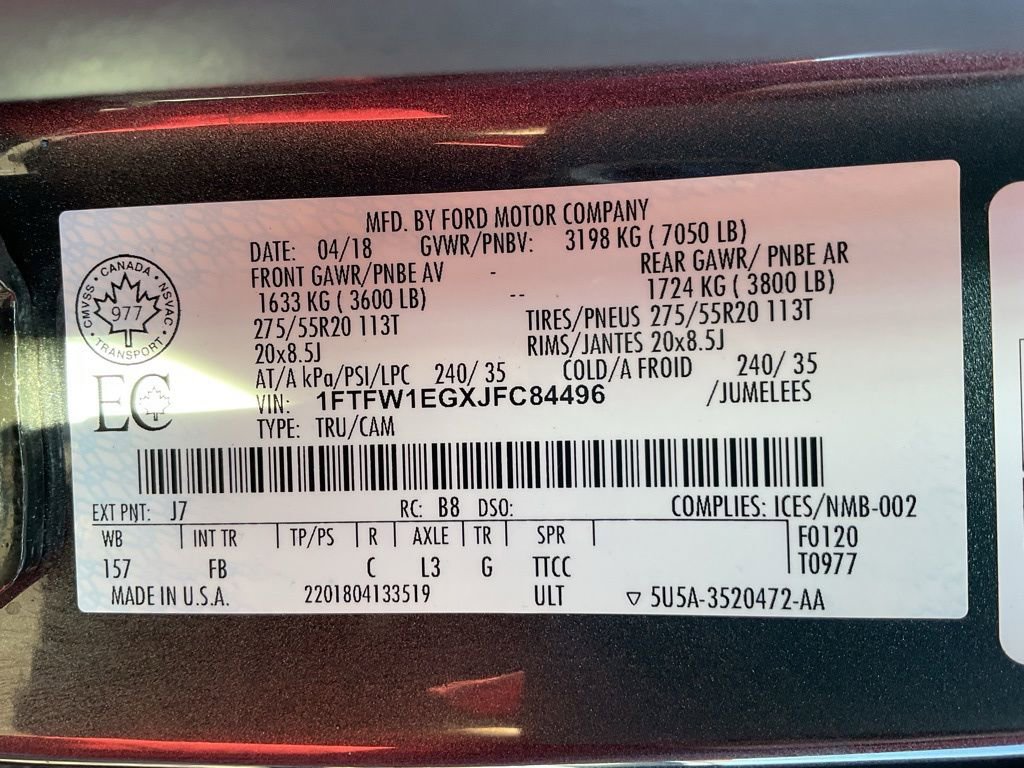 MFD. BY FORD MOTOR COMPANY
DATE: 04/18 GVWR/PNBV: 3198 KG ( 7050 LB)
FRONT GAWR/PNBE AV - REAR GAWR/ PNBE AR
1633 KG ( 3600 LB) -- 1724 KG ( 3800 LB)
275/55R20 113T TIRES/PNEUS 275/55R20 113T
20x8.5J RIMS/JANTES 20x8.5J
AT/A kPa/PSI/LPC 240/ 35 COLD/A FROID 240/ 35
VIN: 1FTFW1EGXJFC84496 /JUMELEES
TYPE: TRU/CAM
CANADA
CMVSS · NSVAC
977
TRANSPORT
EC
EXT PNT: J7 RC: B8 DSO: COMPLIES: ICES/NMB-002
WB INT TR TP/PS R AXLE TR SPR F0120
157 FB C L3 G TTCC T0977
MADE IN U.S.A. 2201804133519 ULT ▽ 5U5A-3520472-AA